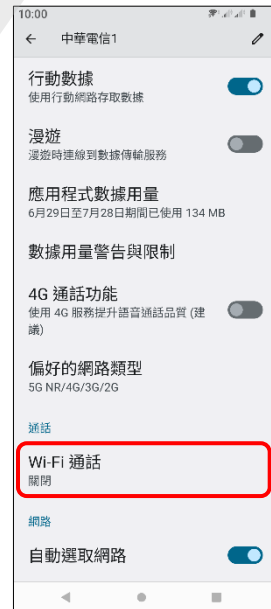 10:00
中華電信1
行動數據
使用行動網路存取數據
漫遊
漫遊時連線到數據傳輸服務
應用程式數據用量
6月29日至7月28日期間已使用 134 MB
數據用量警告與限制
4G 通話功能
使用 4G 服務提升語音通話品質 (建
議)
偏好的網路類型
5G NR/4G/3G/2G
通話
Wi-Fi 通話
關閉
網路
自動選取網路